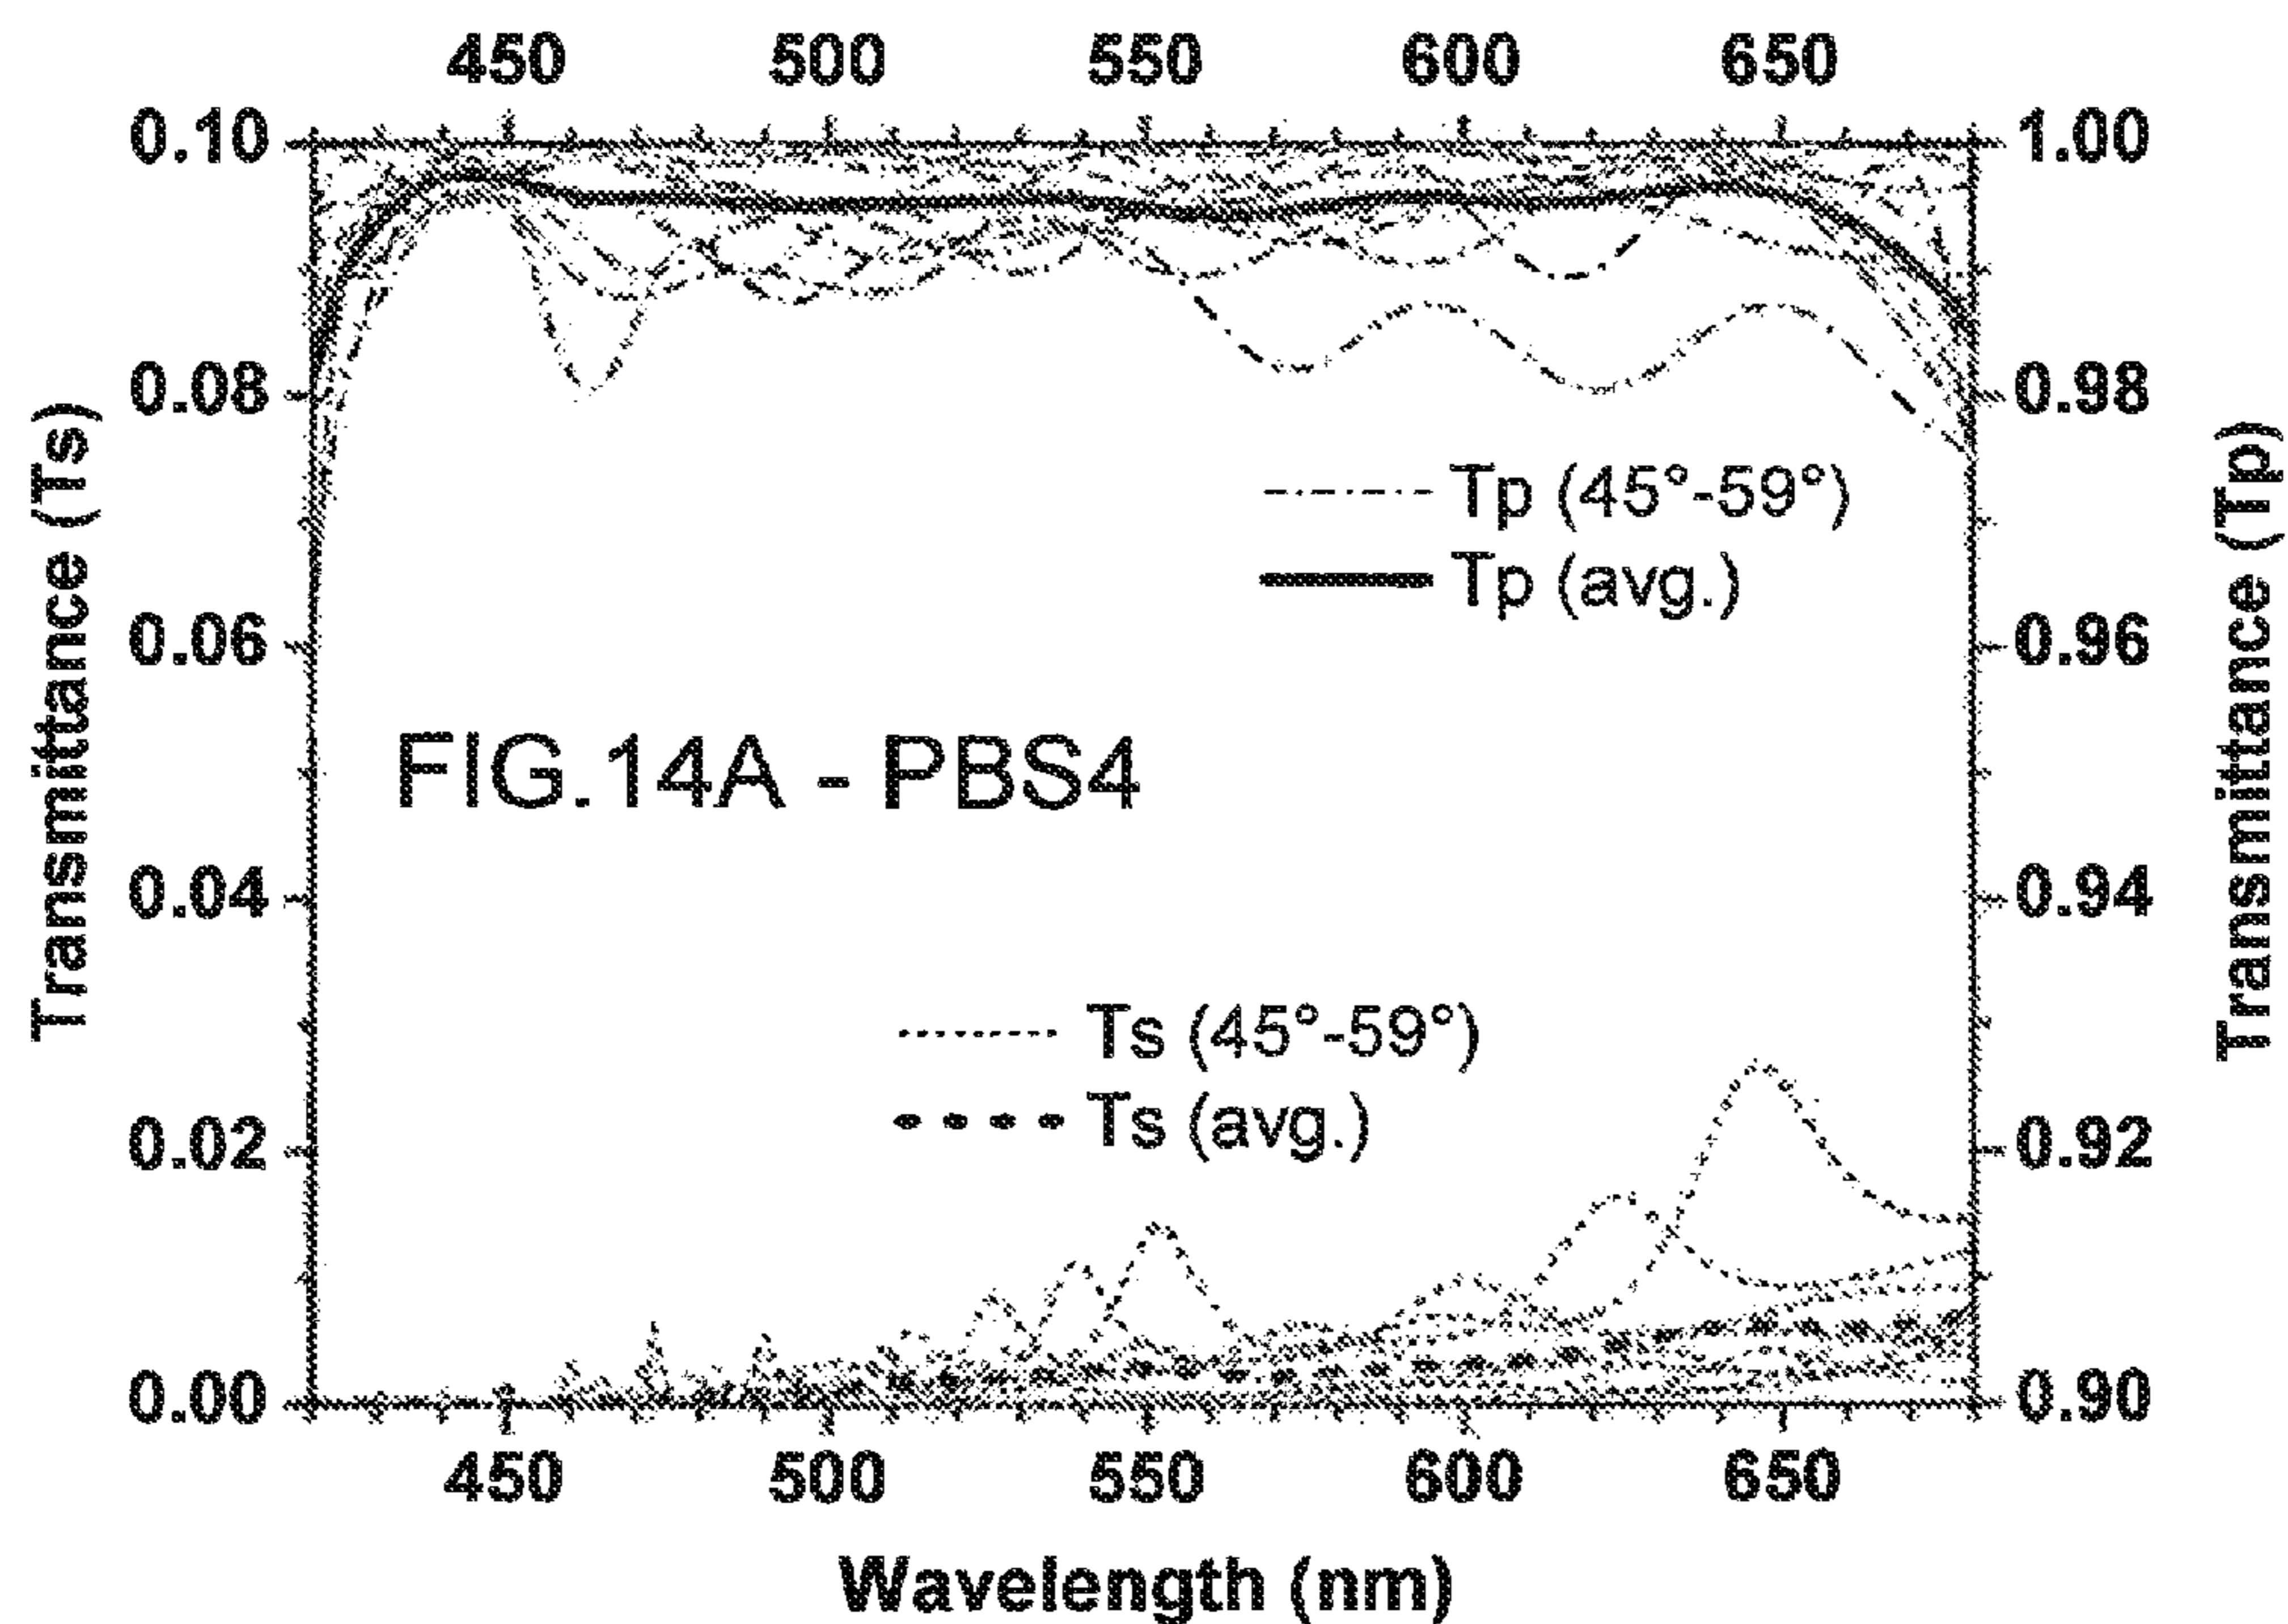 450 500 550 600 650
0.10 1.00
0.08 0.98
0.06 0.96
0.04 0.94
0.02 0.92
0.00 0.90
Transmittance (Ts)
Transmittance (Tp)
Tp (45°-59°)
Tp (avg.)
FIG.14A - PBS4
Ts (45°-59°)
Ts (avg.)
450 500 550 600 650
Wavelength (nm)